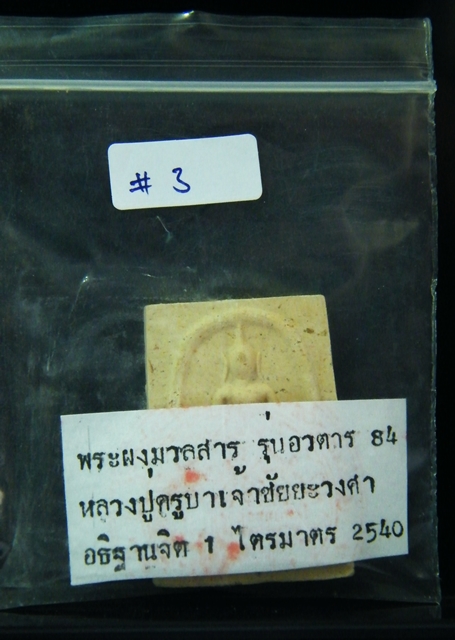 # 3
พระผงมวลสาร รุ่นอวตาร 84
หลวงปู่ครูบาเจ้าชัยยะวงศา
อธิฐานจิต 1 ไตรมาตร 2540